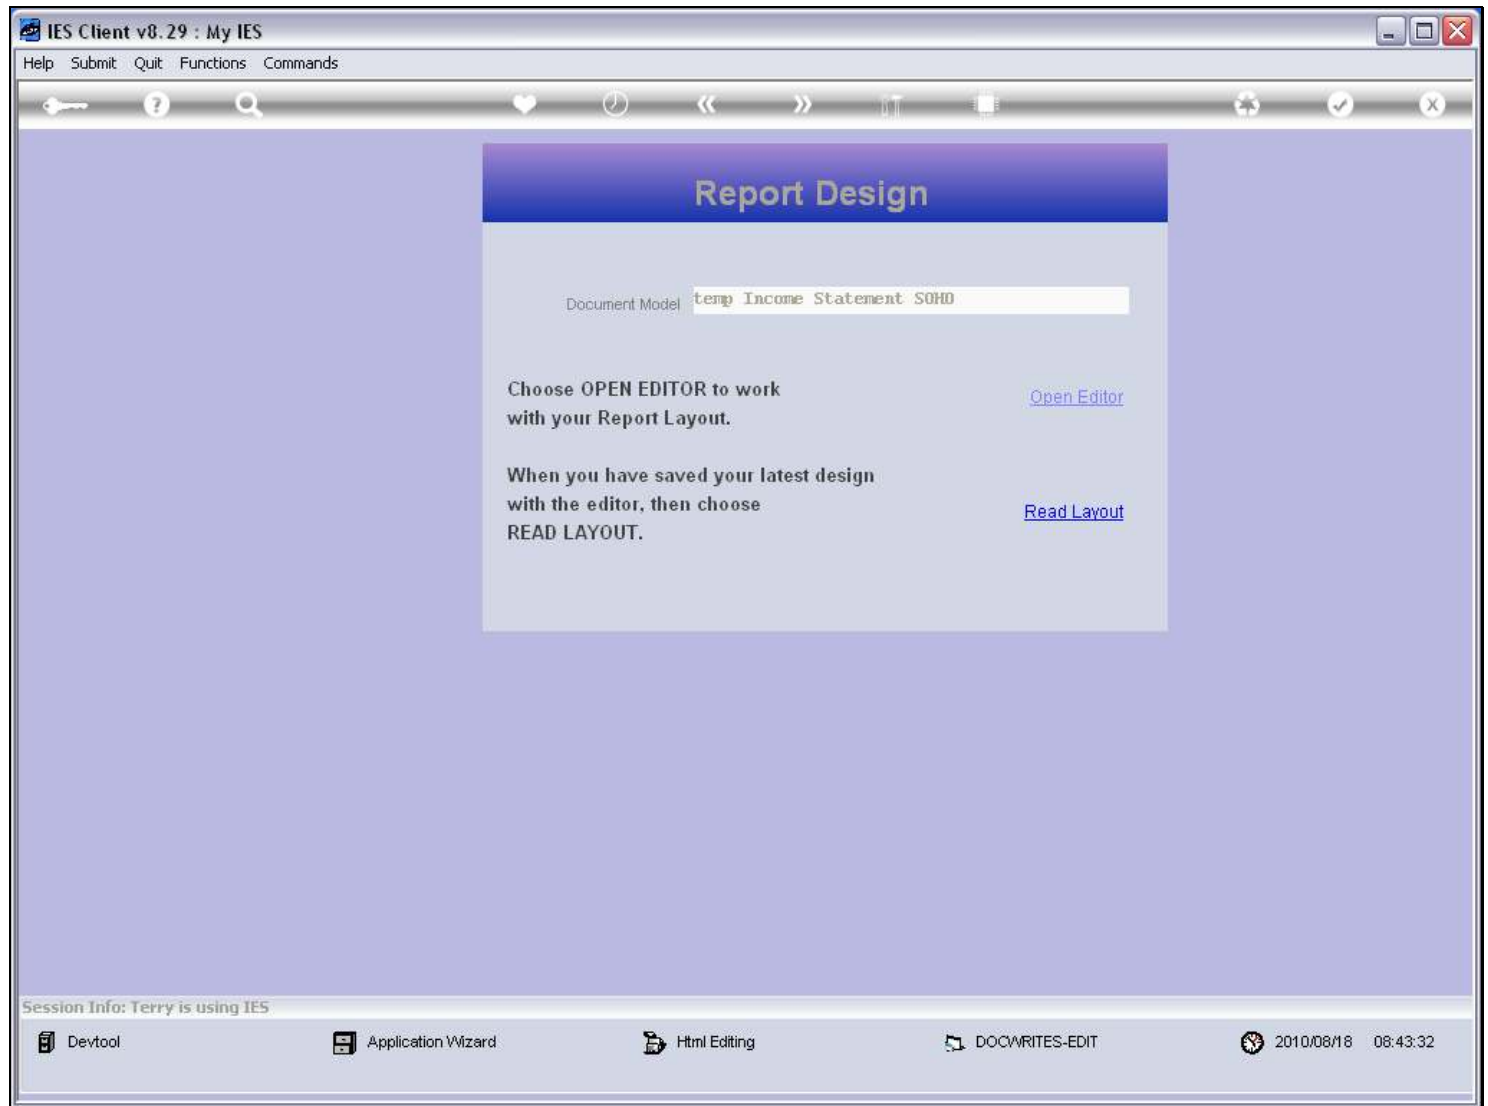 IES Client v8.29 : My IES
Help Submit Quit Functions Commands
Report Design
Document Model temp Income Statement SOHO
Choose OPEN EDITOR to work
with your Report Layout.
Open Editor
When you have saved your latest design
with the editor, then choose
READ LAYOUT.
Read Layout
Session Info: Terry is using IES
Devtool Application Wizard Html Editing DOCWRITES-EDIT 2010/08/18 08:43:32